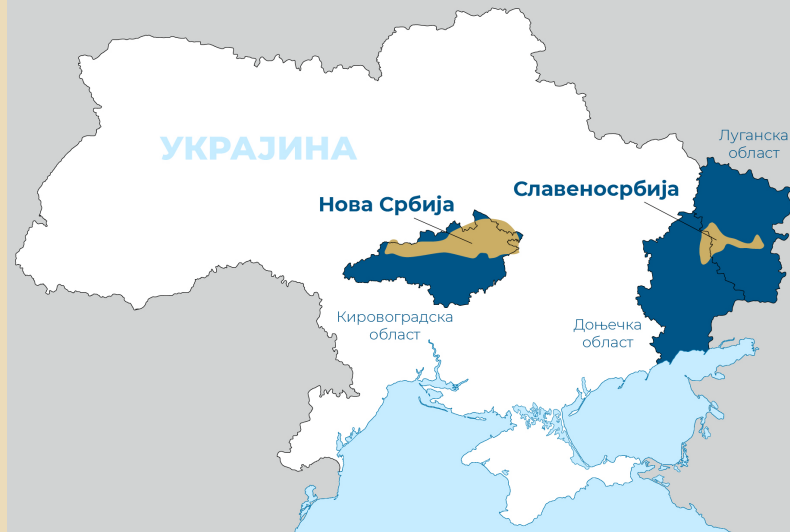 Луганска
област
УКРАЈИНА
Славеносрбија
Нова Србија
Кировоградска
област
Доњечка
област